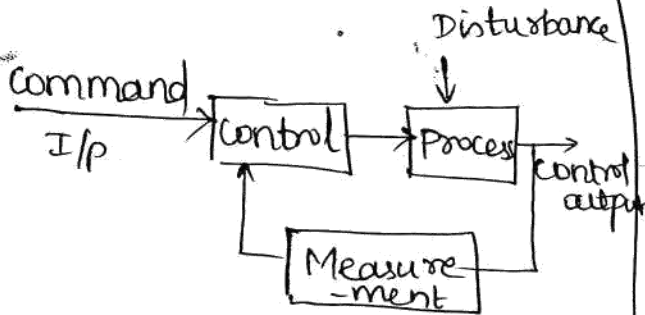 Disturbance
Command
I/p
Control
Process
Control
output
Measure
-ment